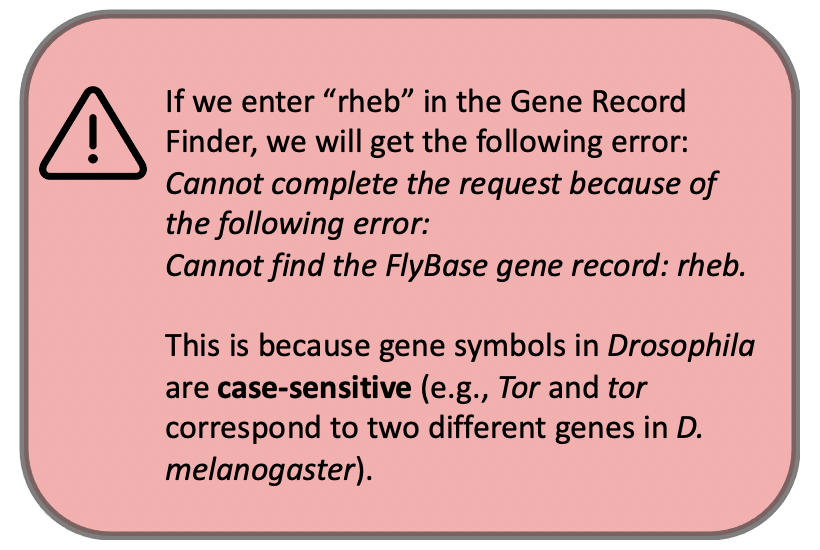 If we enter “rheb” in the Gene Record
Finder, we will get the following error:
Cannot complete the request because of
the following error:
Cannot find the FlyBase gene record: rheb.
This is because gene symbols in Drosophila
are case-sensitive (e.g., Tor and tor
correspond to two different genes in D.
melanogaster).